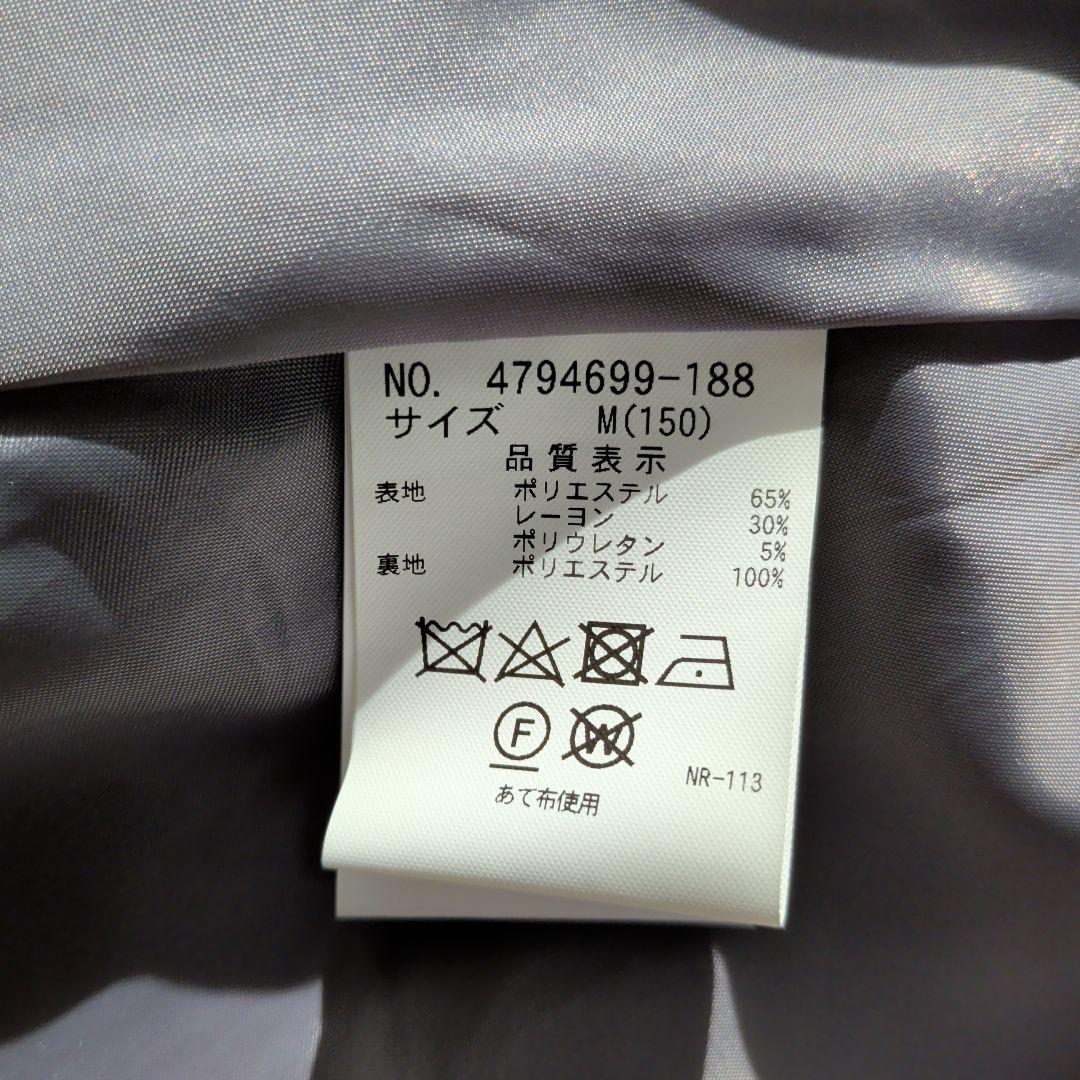 NO. 4794699-188
サイズ M(150)
品質表示
表地 ポリエステル 65%
レーヨン 30%
ポリウレタン 5%
裏地 ポリエステル 100%
F W
NR-113
あて布使用